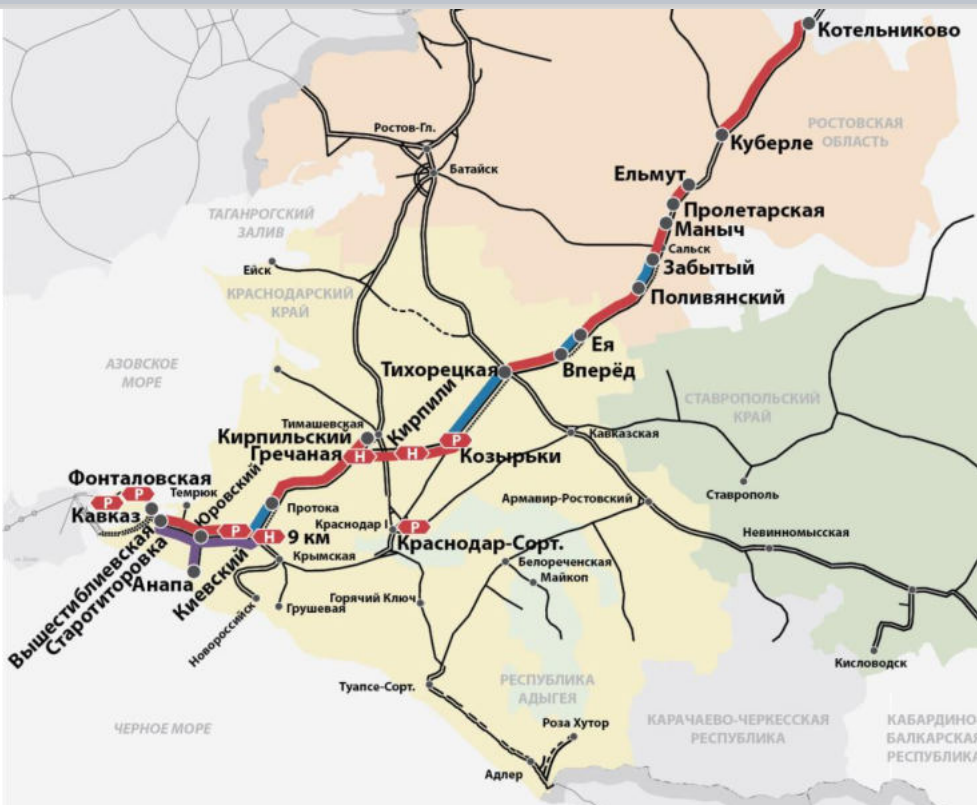 Котельниково
Ростов-Гл.
РОСТОВСКАЯ
ОБЛАСТЬ
Куберле
Батайск
Ельмут
Пролетарская
ТАГАНРОГСКИЙ
ЗАЛИВ
Маныч
Сальск
Забытый
Ейск
КРАСНОДАРСКИЙ
КРАЙ
Поливянский
Ея
АЗОВСКОЕ
МОРЕ
Тихорецкая
Вперёд
СТАВРОПОЛЬСКИЙ
КРАЙ
Тимашевская
Кирпили
Кирпильский
Гречаная
Н
Н
Р
Козырьки
Кавказская
Фонталовская
Р
Р
Темрюк
Юровский
Протока
Армавир-Ростовский
Ставрополь
Кавказ
Р
Н
9 км
Краснодар I
Р
Краснодар-Сорт.
Невинномысская
Вышестиблиевская
Старотиторовка
Анапа
Киевский
Крымская
Белореченская
Майкоп
Новороссийск
Грушевая
Горячий Ключ
Кисловодск
Туапсе-Сорт.
РЕСПУБЛИКА
АДЫГЕЯ
ЧЕРНОЕ МОРЕ
Роза Хутор
КАРАЧАЕВО-ЧЕРКЕССКАЯ
РЕСПУБЛИКА
КАБАРДИНО-
БАЛКАРСКАЯ
РЕСПУБЛИКА
Адлер